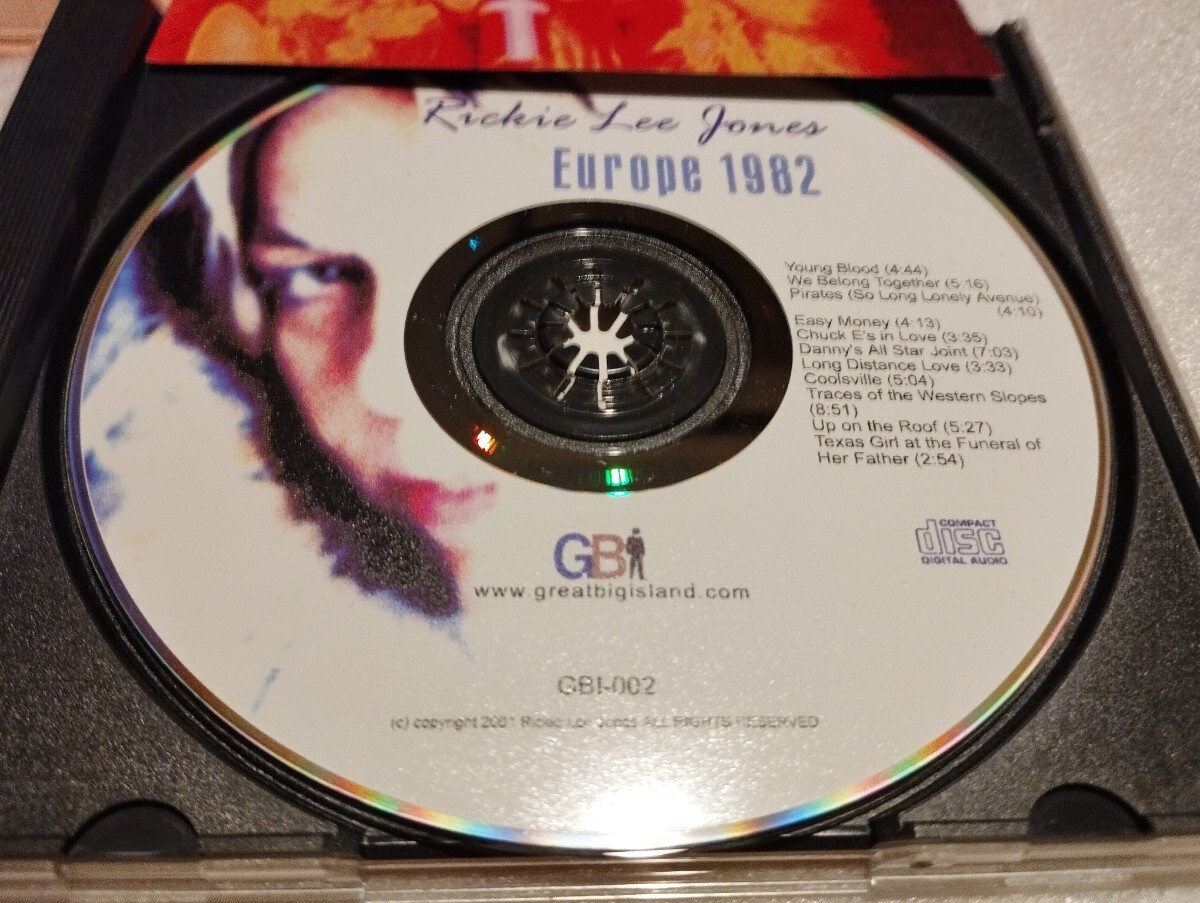 Rickie Lee Jones
Europe 1982
Young Blood (4:44)
We Belong Together (5:16)
Pirates (So Long Lonely Avenue)
(4:10)
Easy Money (4:13)
Chuck E's in Love (3:35)
Danny's All Star Joint (7:03)
Long Distance Love (3:33)
Coolsville (5:04)
Traces of the Western Slopes
(8:51)
Up on the Roof (5:27)
Texas Girl at the Funeral of
Her Father (2:54)
COMPACT
disc
DIGITAL AUDIO
GBI
www.greatbigisland.com
GBI-002
(c) copyright 2001 Rickie Lee Jones ALL RIGHTS RESERVED